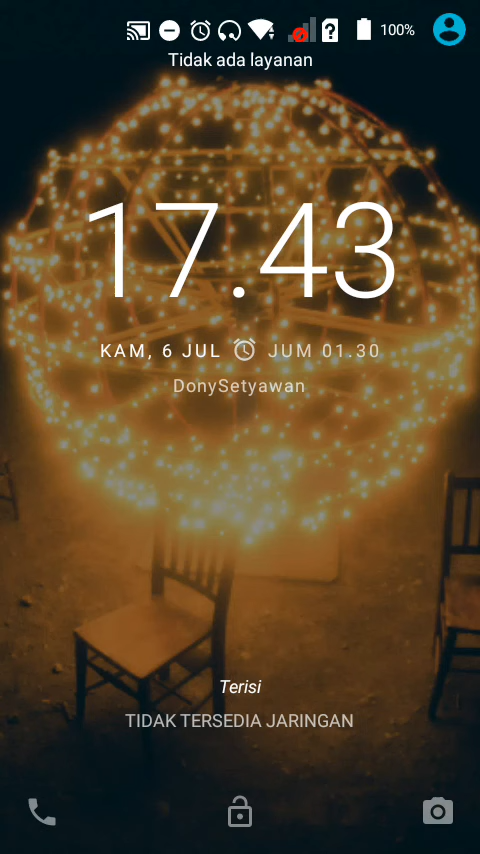 100%
Tidak ada layanan
17.43
KAM, 6 JUL JUM 01.30
DonySetyawan
Terisi
TIDAK TERSEDIA JARINGAN